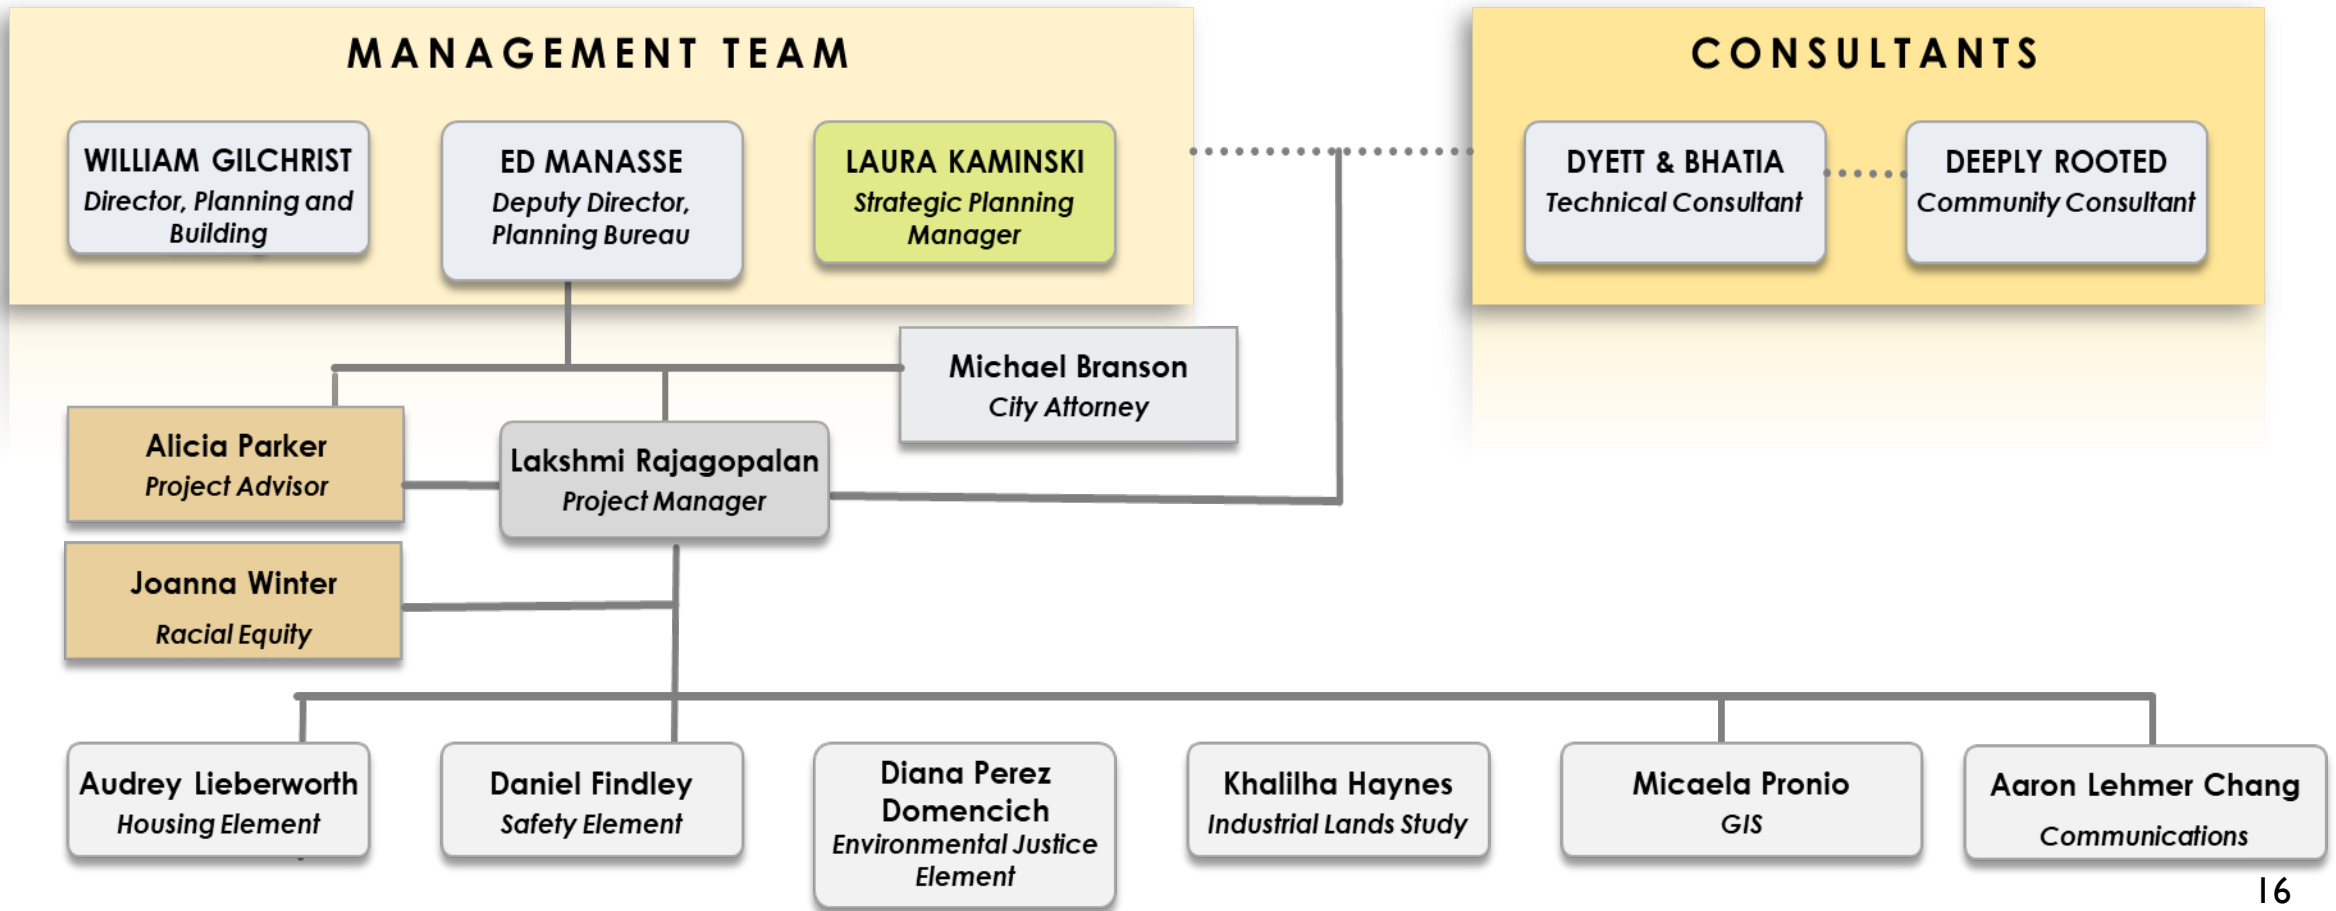 MANAGEMENT TEAM
WILLIAM GILCHRIST
Director, Planning and
Building
ED MANASSE
Deputy Director,
Planning Bureau
LAURA KAMINSKI
Strategic Planning
Manager
CONSULTANTS
DYETT & BHATIA
Technical Consultant
DEEPLY ROOTED
Community Consultant
Michael Branson
City Attorney
Alicia Parker
Project Advisor
Lakshmi Rajagopalan
Project Manager
Joanna Winter
Racial Equity
Audrey Lieberworth
Housing Element
Daniel Findley
Safety Element
Diana Perez
Domencich
Environmental Justice
Element
Khalilha Haynes
Industrial Lands Study
Micaela Pronio
GIS
Aaron Lehmer Chang
Communications
16